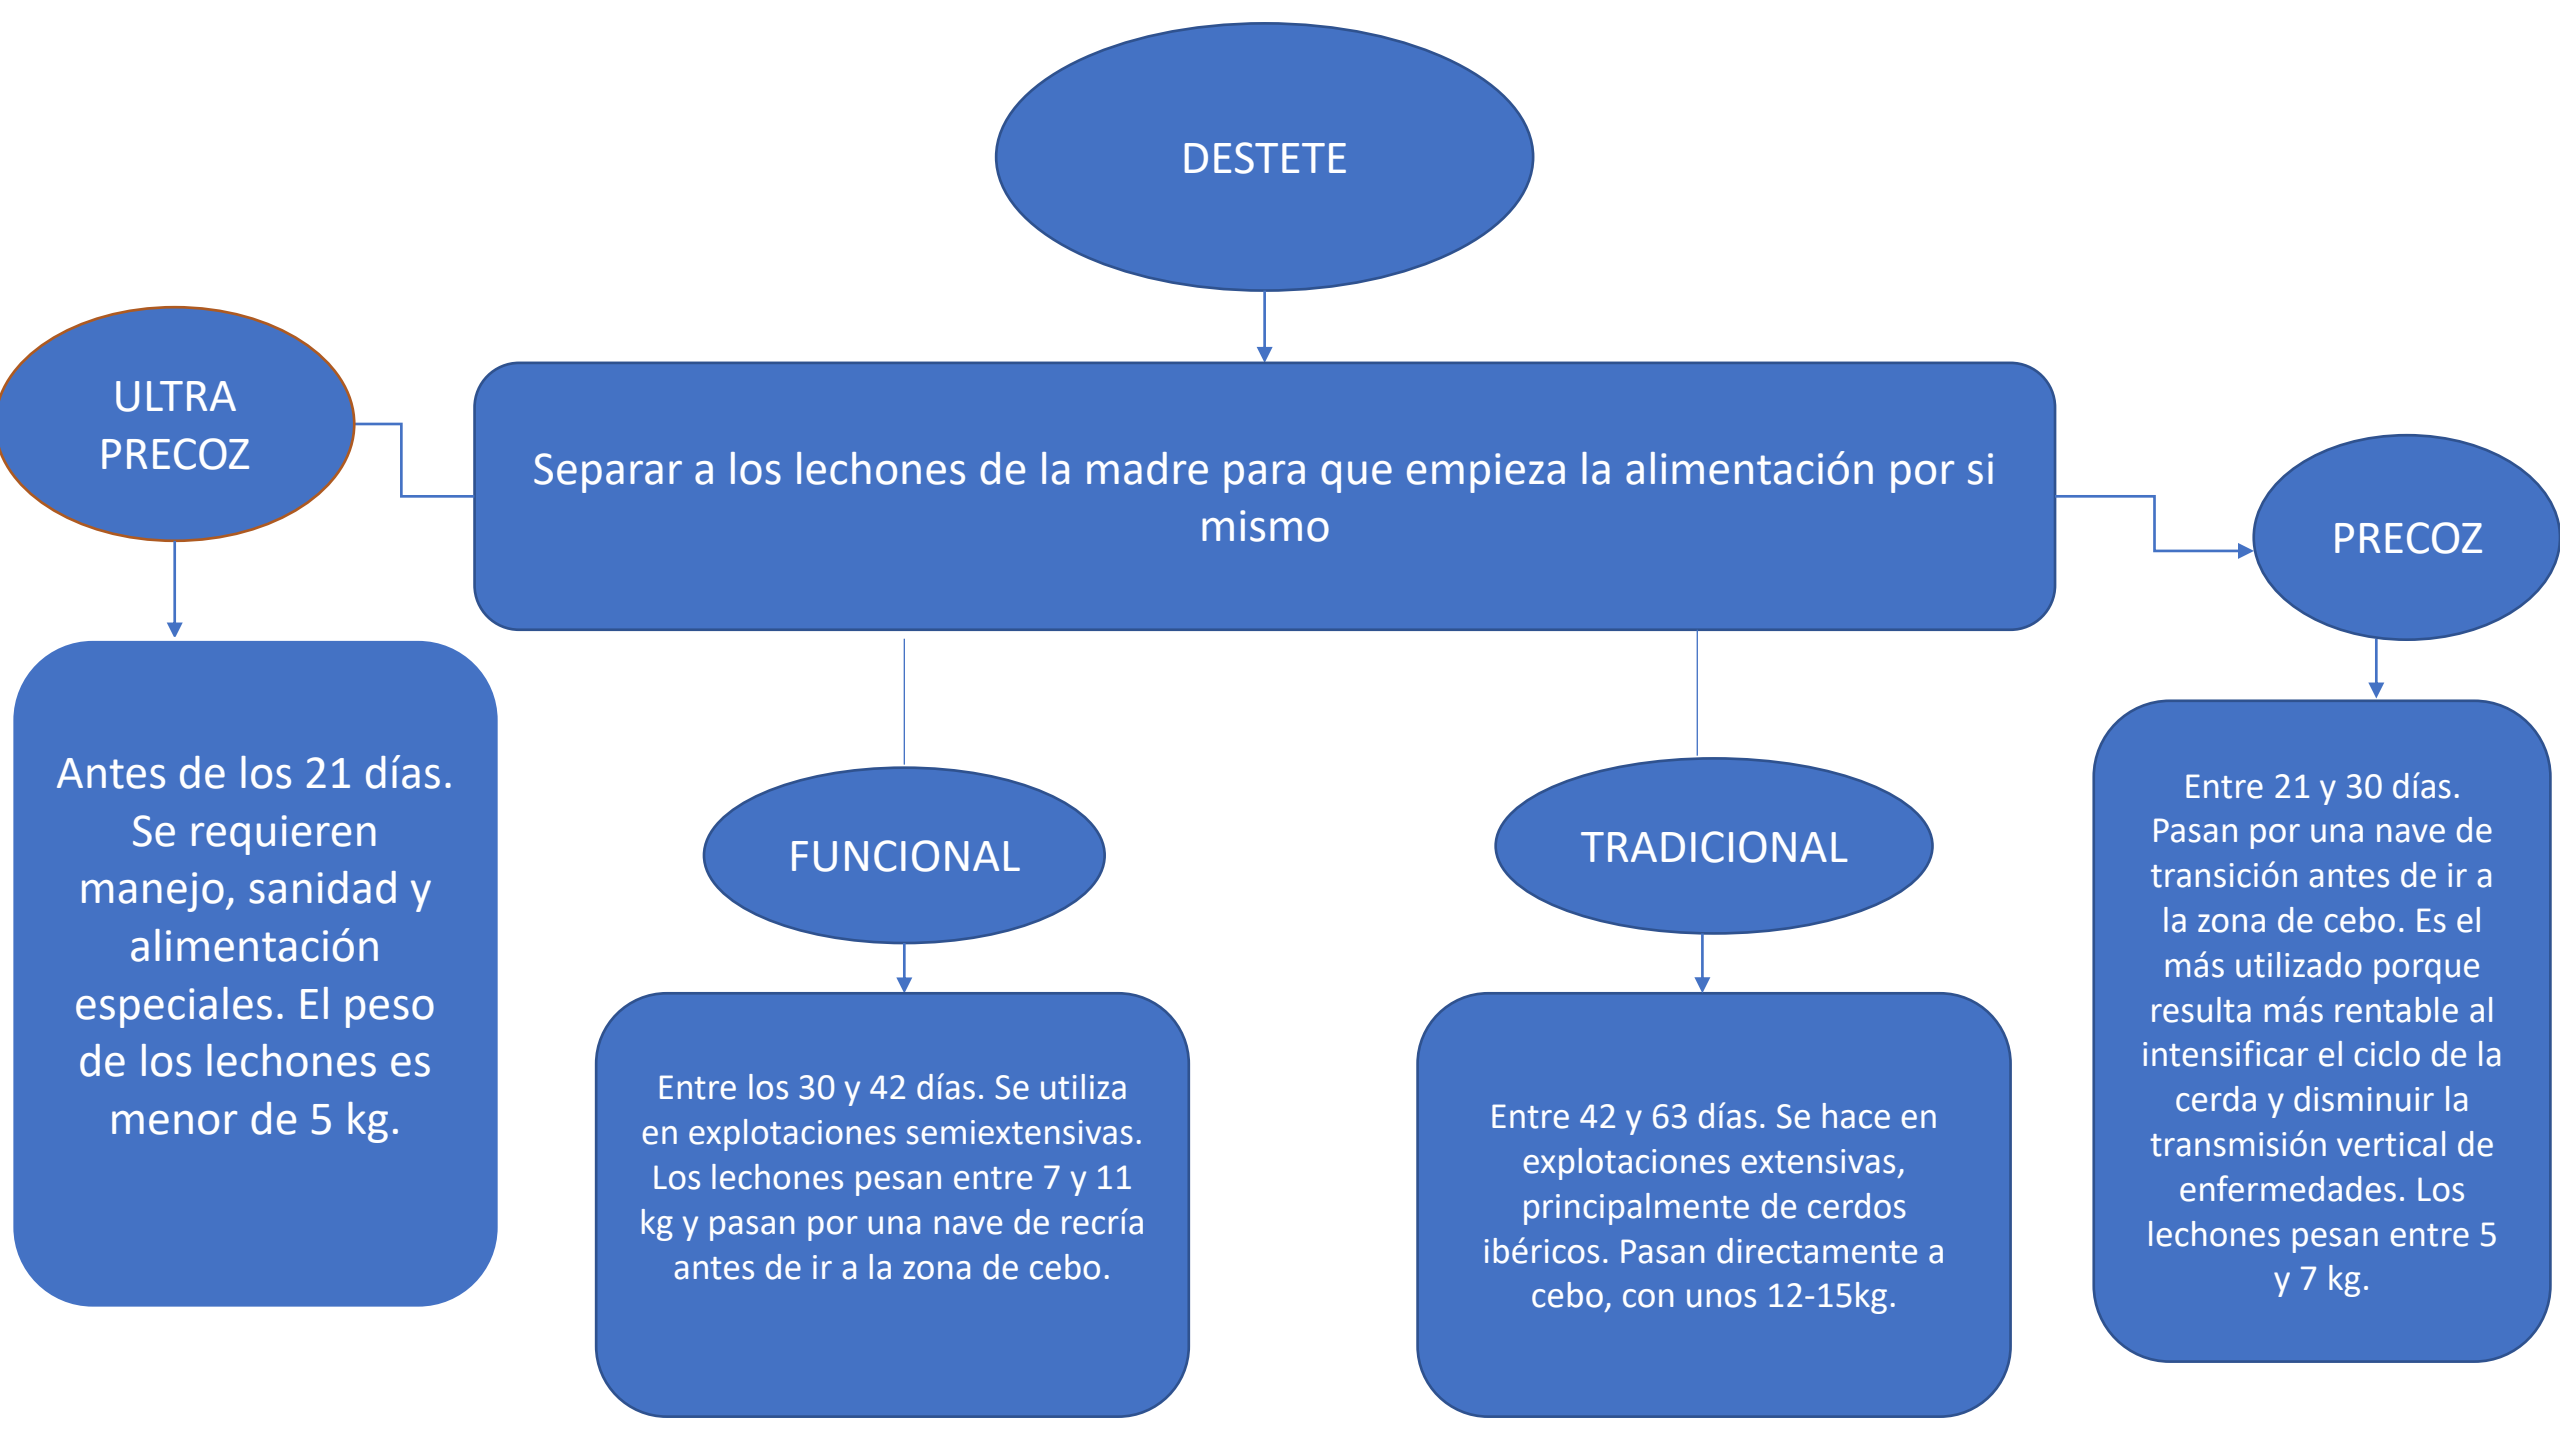 DESTETE
Separar a los lechones de la madre para que empieza la alimentación por si
mismo
ULTRA
PRECOZ
Antes de los 21 días.
Se requieren
manejo, sanidad y
alimentación
especiales. El peso
de los lechones es
menor de 5 kg.
FUNCIONAL
Entre los 30 y 42 días. Se utiliza
en explotaciones semiextensivas.
Los lechones pesan entre 7 y 11
kg y pasan por una nave de recría
antes de ir a la zona de cebo.
TRADICIONAL
Entre 42 y 63 días. Se hace en
explotaciones extensivas,
principalmente de cerdos
ibéricos. Pasan directamente a
cebo, con unos 12-15kg.
PRECOZ
Entre 21 y 30 días.
Pasan por una nave de
transición antes de ir a
la zona de cebo. Es el
más utilizado porque
resulta más rentable al
intensificar el ciclo de la
cerda y disminuir la
transmisión vertical de
enfermedades. Los
lechones pesan entre 5
y 7 kg.